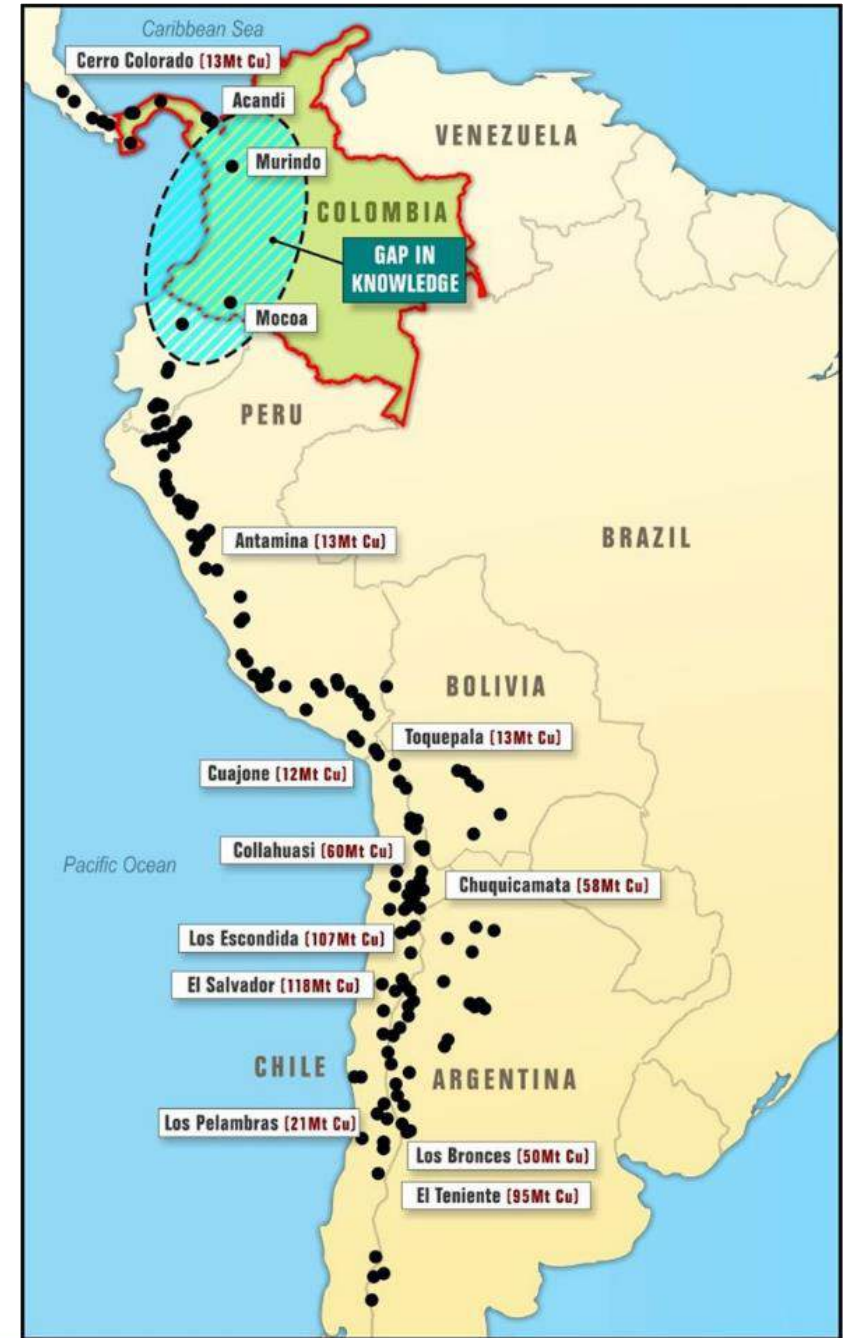 Caribbean Sea
Cerro Colorado (13Mt Cu)
Acandi
VENEZUELA
Murindo
COLOMBIA
GAP IN
KNOWLEDGE
Mocoa
PERU
Antamina (13Mt Cu)
BRAZIL
BOLIVIA
Toquepala (13Mt Cu)
Cuajone (12Mt Cu)
Collahuasi (60Mt Cu)
Pacific Ocean
Chuquicamata (58Mt Cu)
Los Escondida (107Mt Cu)
El Salvador (118Mt Cu)
CHILE
ARGENTINA
Los Pelambras (21Mt Cu)
Los Bronces (50Mt Cu)
El Teniente (95Mt Cu)